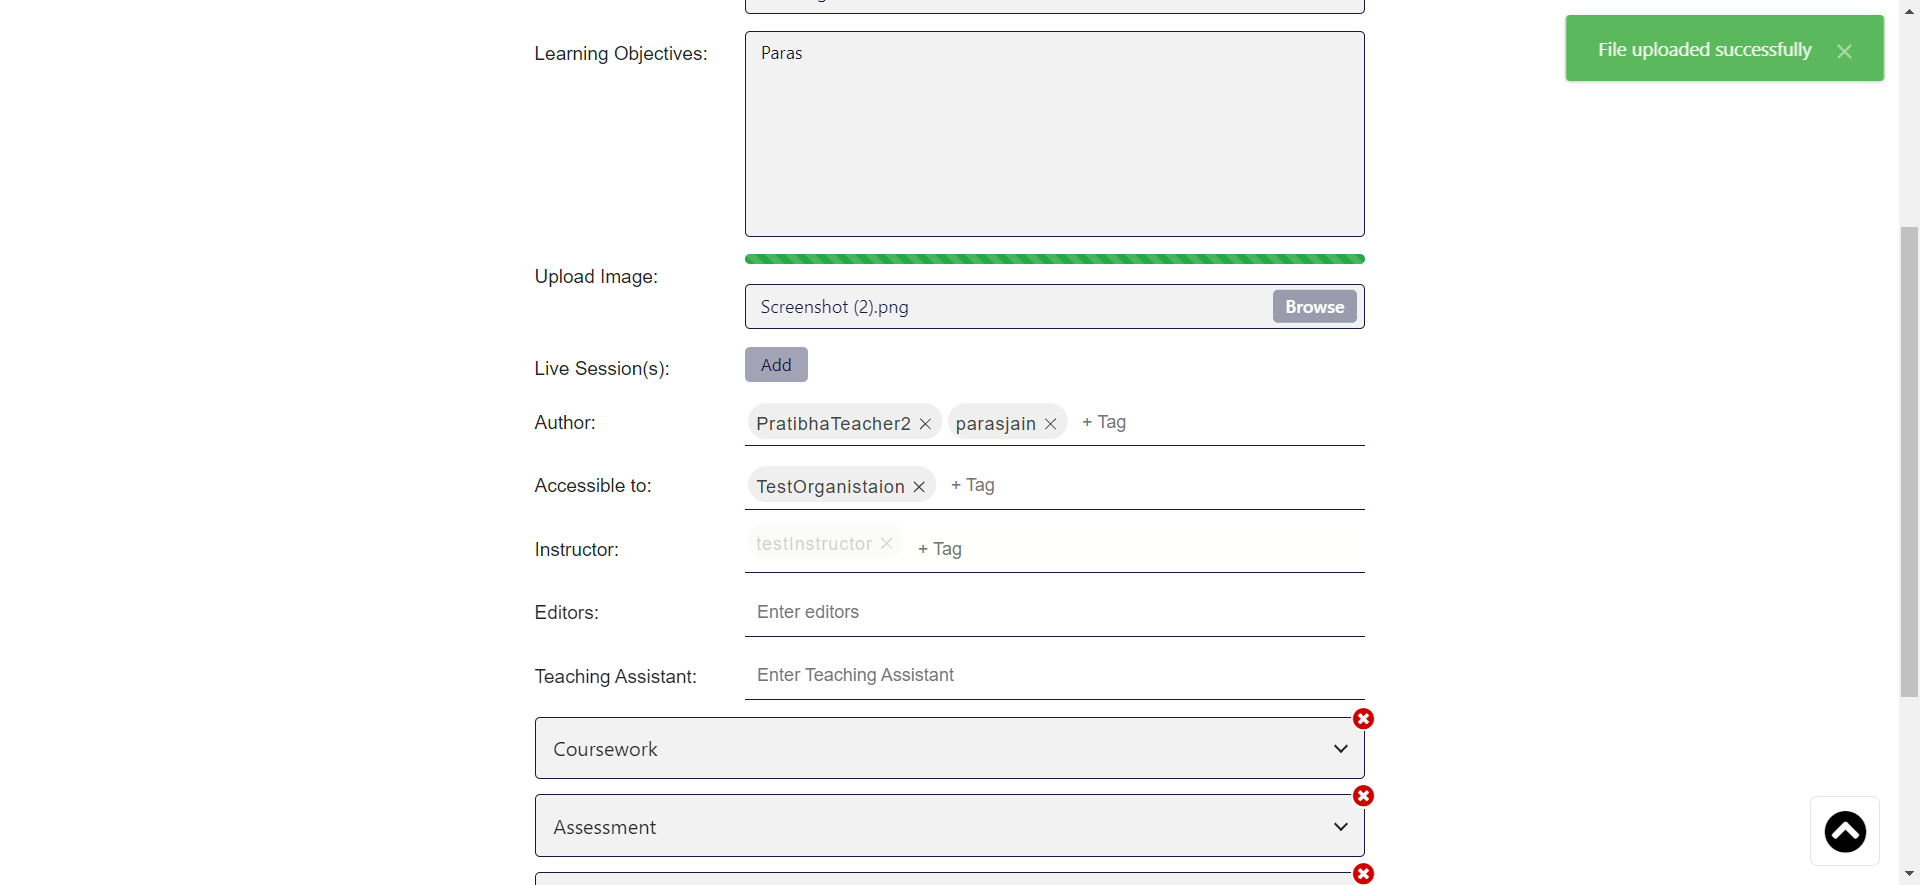 File uploaded successfully
Learning Objectives:
Paras
Upload Image:
Screenshot (2).png
Browse
Live Session(s):
Add
Author:
PratibhaTeacher2
parasjain
+ Tag
Accessible to:
TestOrganistaion
+ Tag
Instructor:
testInstructor
+ Tag
Editors:
Enter editors
Teaching Assistant:
Enter Teaching Assistant
Coursework
Assessment